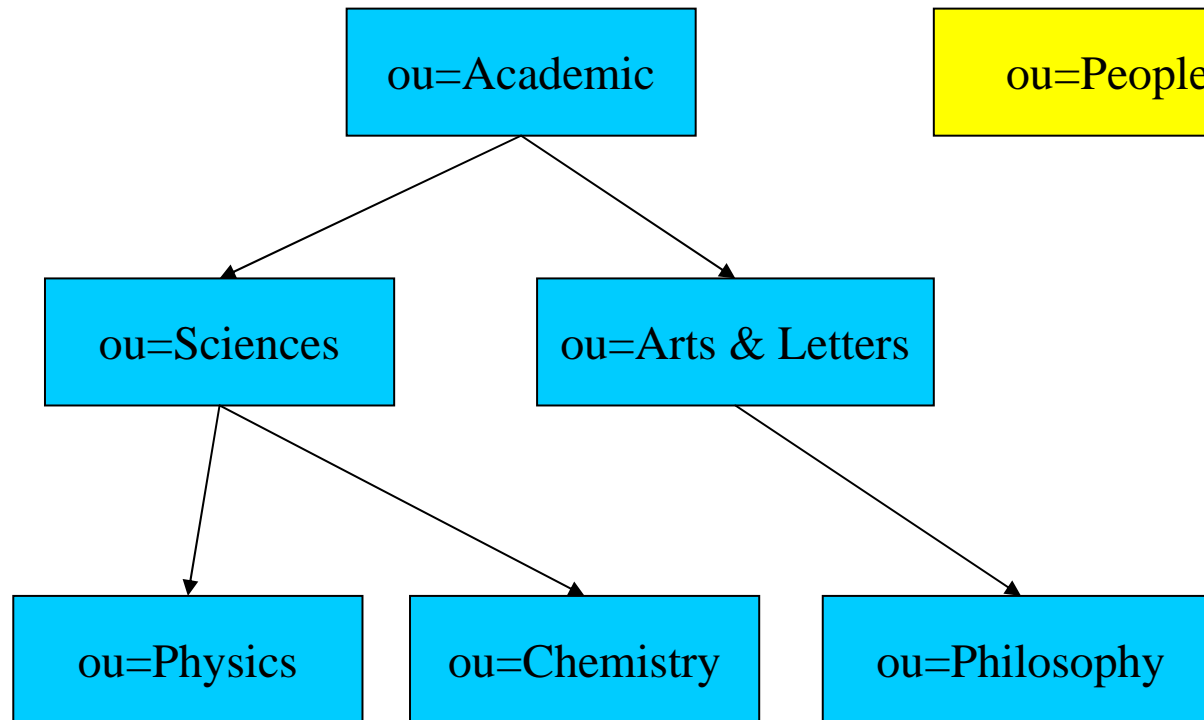 ou=Academic
ou=People
ou=Sciences
ou=Arts & Letters
ou=Physics
ou=Chemistry
ou=Philosophy